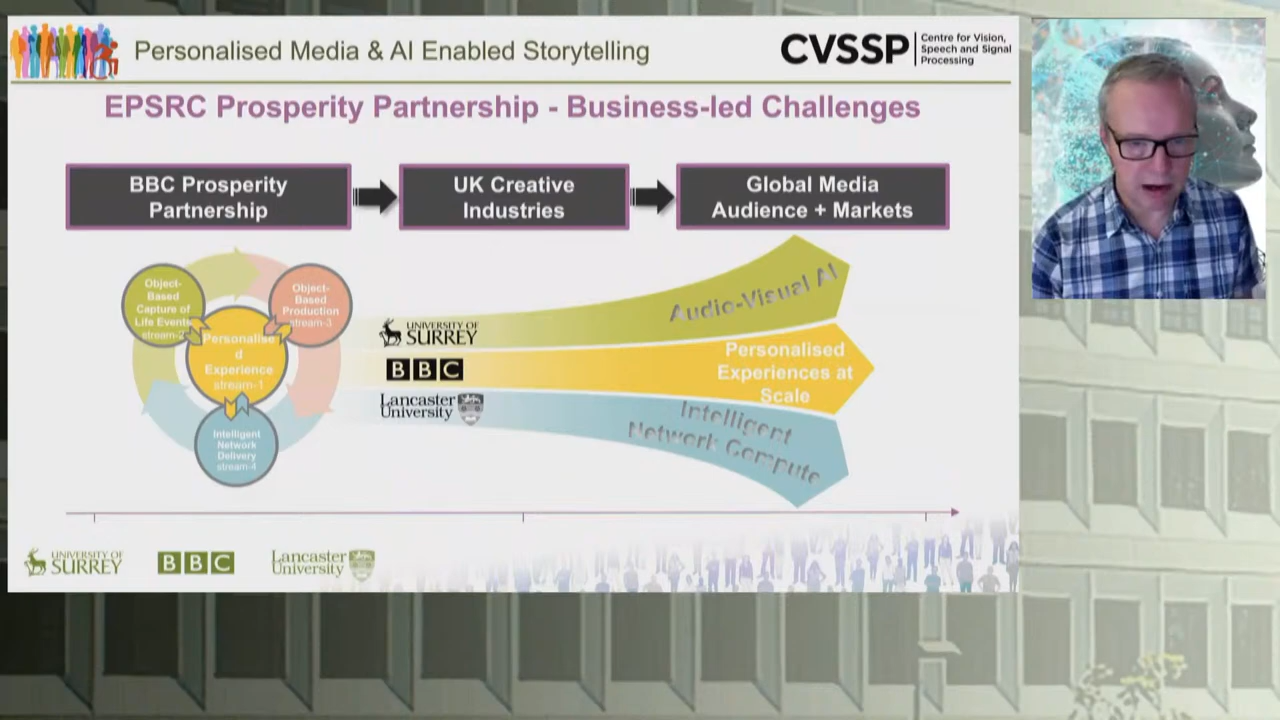 Personalised Media & AI Enabled Storytelling
CVSSP
Centre for Vision,
Speech and Signal
Processing
EPSRC Prosperity Partnership - Business-led Challenges
BBC Prosperity
Partnership
UK Creative
Industries
Global Media
Audience + Markets
Object-
Based
Capture of
Life Events
stream-2
Object-
Based
Production
stream-3
Personalise
d
Experience
stream-1
Intelligent
Network
Delivery
stream-4
UNIVERSITY OF
SURREY
BBC
Lancaster
University
Audio-Visual AI
Personalised
Experiences at
Scale
Intelligent
Network Compute
UNIVERSITY OF
SURREY
BBC
Lancaster
University